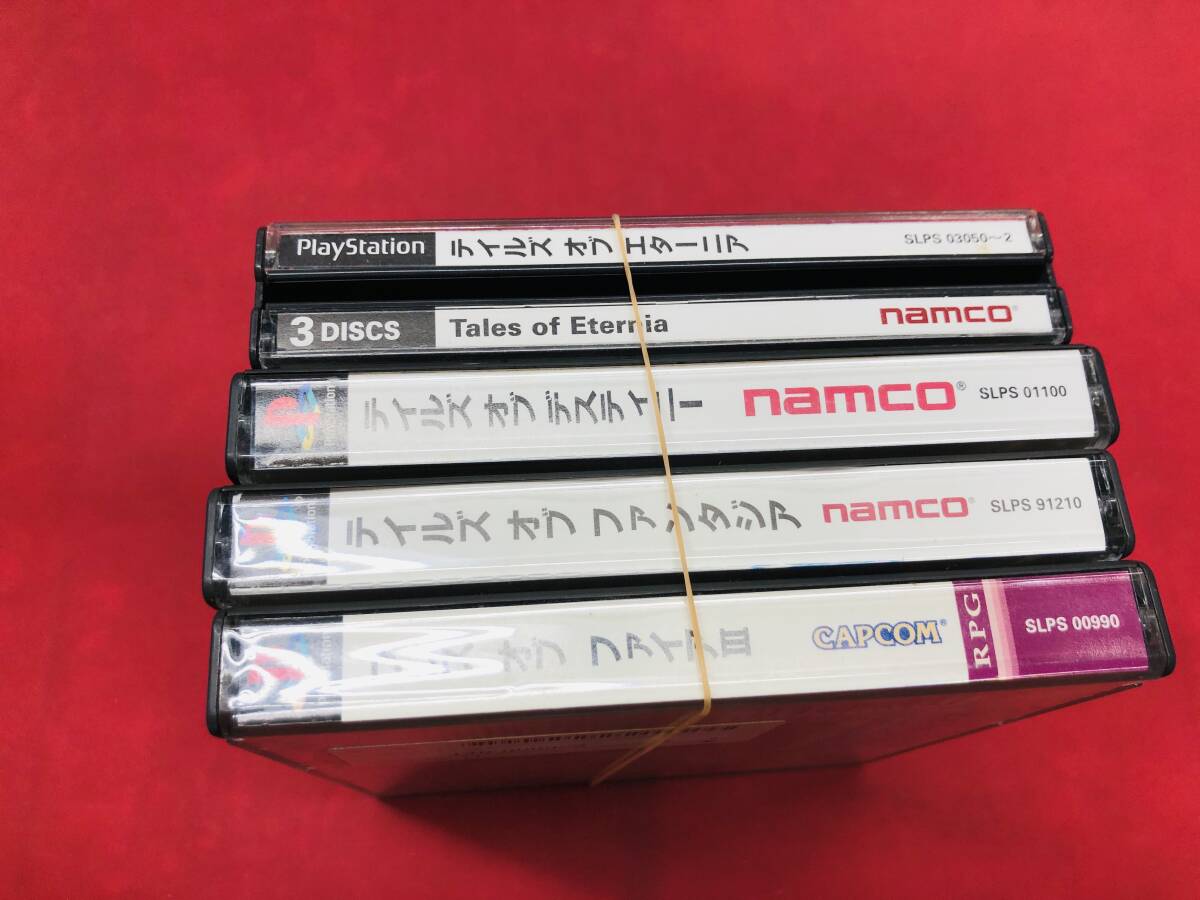 PlayStation テイルズ オブ エターニア SLPS 03050～2
3 DISCS Tales of Eternia namco
テイルズ オブ デスティニー namco® SLPS 01100
テイルズ オブ ファンタジア namco® SLPS 91210
オブ ファイアIII CAPCOM® RPG SLPS 00990